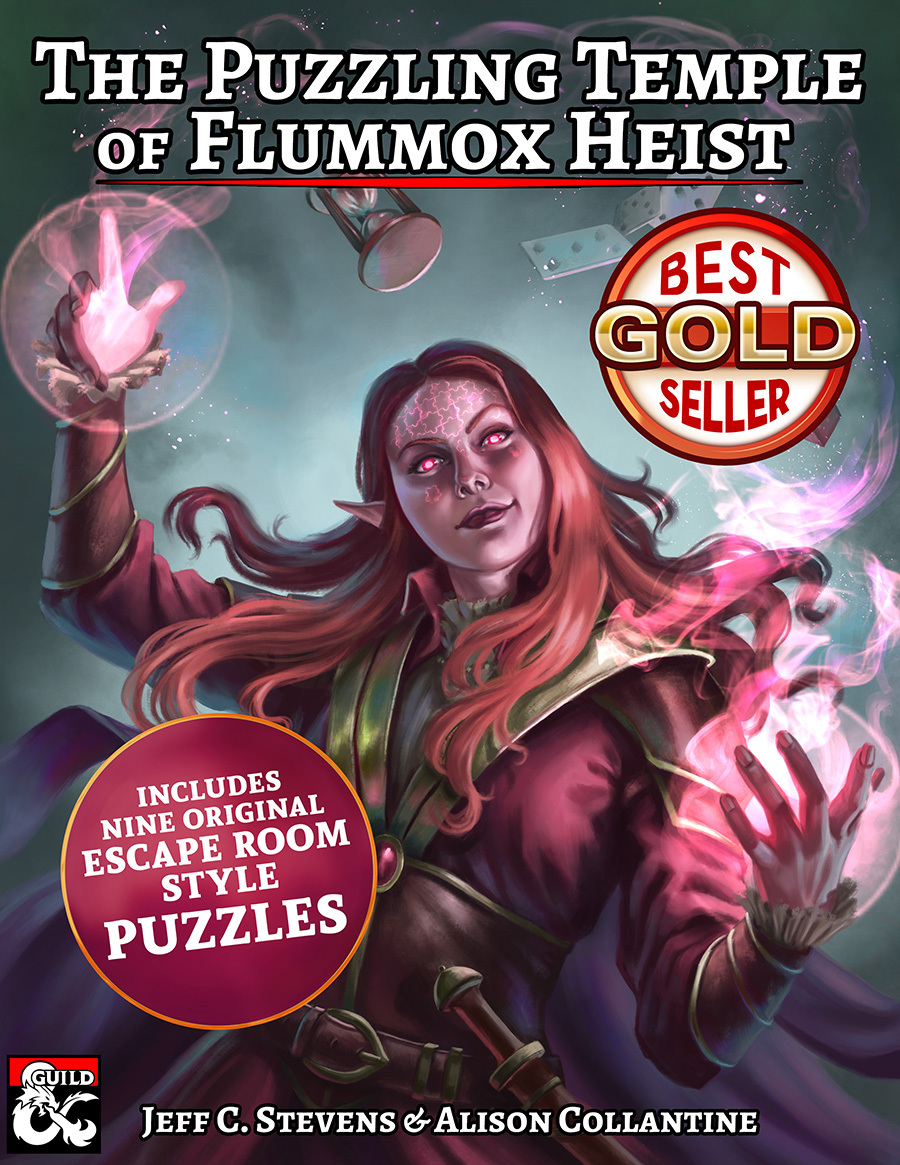 The Puzzling Temple
of Flummox Heist
BEST
GOLD
SELLER
INCLUDES
NINE ORIGINAL
ESCAPE ROOM
STYLE
PUZZLES
GUILD
Jeff C. Stevens & Alison Collantine